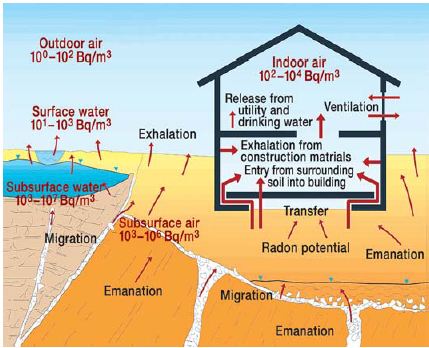 Outdoor air
10⁰–10² Bq/m³
Indoor air
10²–10⁴ Bq/m³
Release from
utility and
drinking water
Ventilation
Surface water
10¹–10³ Bq/m³
Exhalation
Exhalation from
construction matrials
Entry from surrounding
soil into building
Subsurface water
10³–10⁷ Bq/m³
Subsurface air
10³–10⁶ Bq/m³
Transfer
Migration
Radon potential
Emanation
Emanation
Migration
Emanation